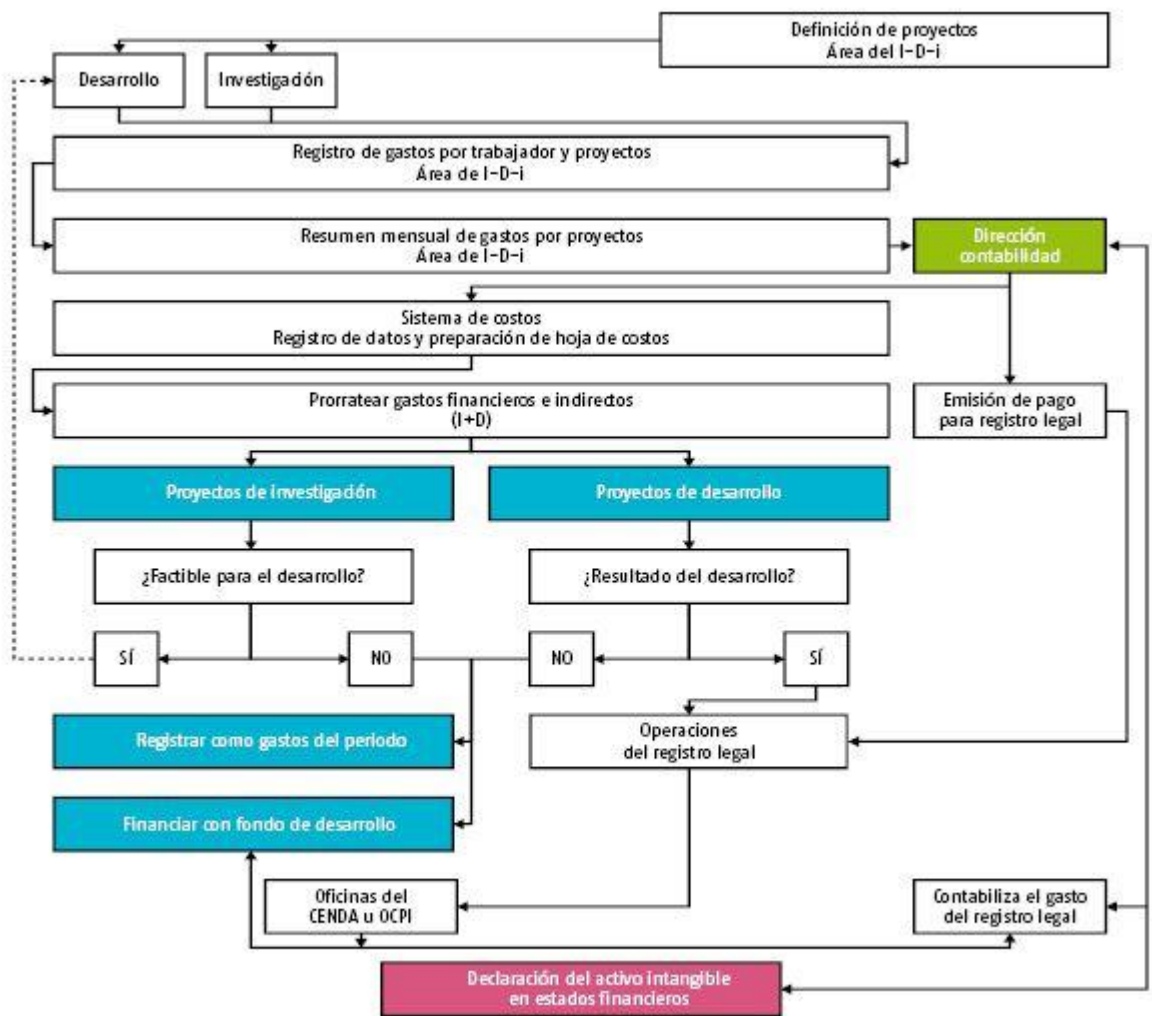 Definición de proyectos
Área del I-D-i
Desarrollo
Investigación
Registro de gastos por trabajador y proyectos
Área de I-D-i
Resumen mensual de gastos por proyectos
Área de I-D-i
Dirección
contabilidad
Sistema de costos
Registro de datos y preparación de hoja de costos
Prorratear gastos financieros e indirectos
(I+D)
Emisión de pago
para registro legal
Proyectos de investigación
Proyectos de desarrollo
¿Factible para el desarrollo?
¿Resultado del desarrollo?
SÍ
NO
NO
SÍ
Registrar como gastos del periodo
Operaciones
del registro legal
Financiar con fondo de desarrollo
Oficinas del
CENDA u OCPI
Contabiliza el gasto
del registro legal
Declaración del activo intangible
en estados financieros